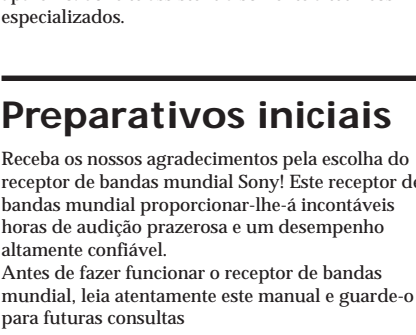 especializados.
Preparativos iniciais
Receba os nossos agradecimentos pela escolha do
receptor de bandas mundial Sony! Este receptor de
bandas mundial proporcionar-lhe-á incontáveis
horas de audição prazerosa e um desempenho
altamente confiável.
Antes de fazer funcionar o receptor de bandas
mundial, leia atentamente este manual e guarde-o
para futuras consultas